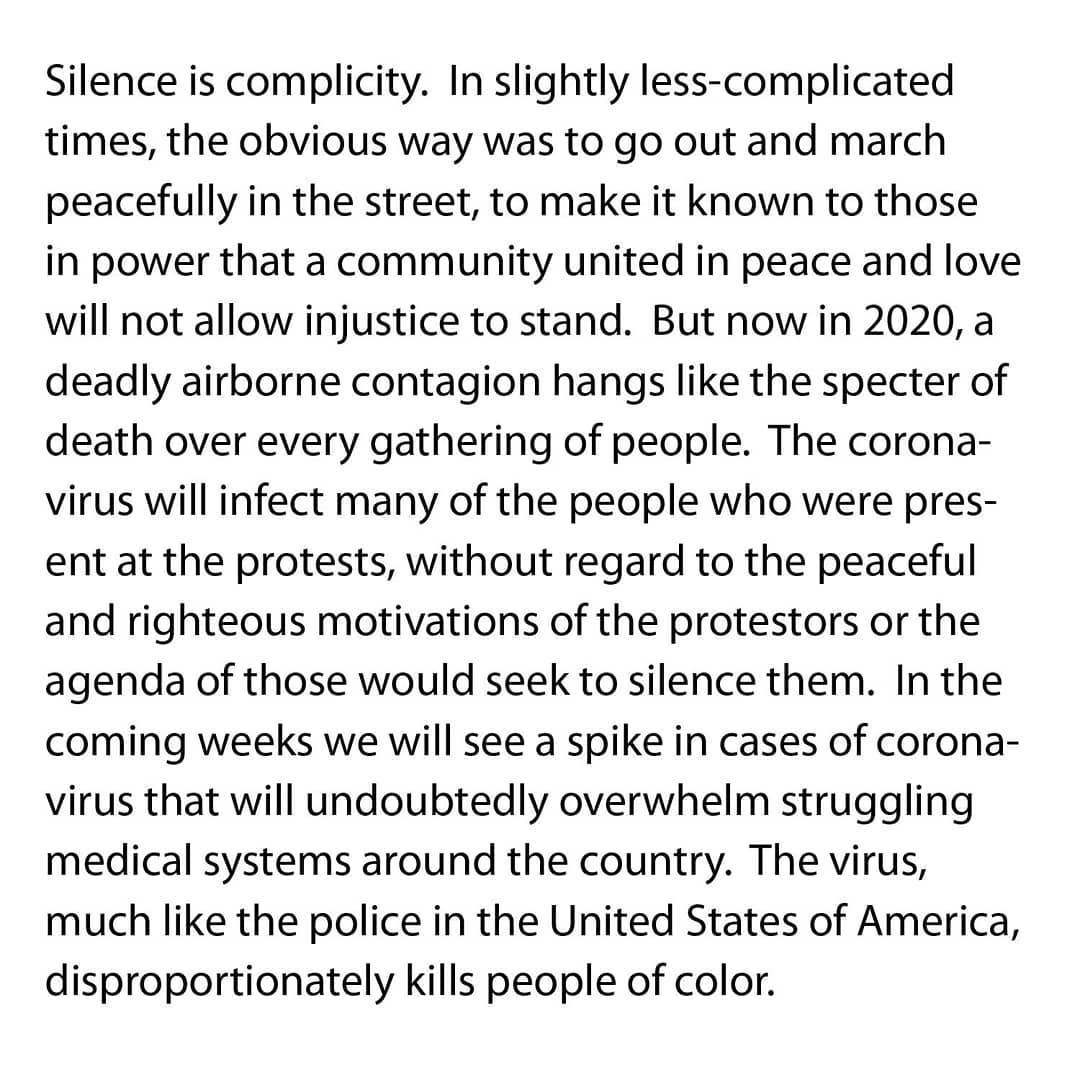 Silence is complicity.  In slightly less-complicated
times, the obvious way was to go out and march
peacefully in the street, to make it known to those
in power that a community united in peace and love
will not allow injustice to stand.  But now in 2020, a
deadly airborne contagion hangs like the specter of
death over every gathering of people.  The corona-
virus will infect many of the people who were pres-
ent at the protests, without regard to the peaceful
and righteous motivations of the protestors or the
agenda of those would seek to silence them.  In the
coming weeks we will see a spike in cases of corona-
virus that will undoubtedly overwhelm struggling
medical systems around the country.  The virus,
much like the police in the United States of America,
disproportionately kills people of color.